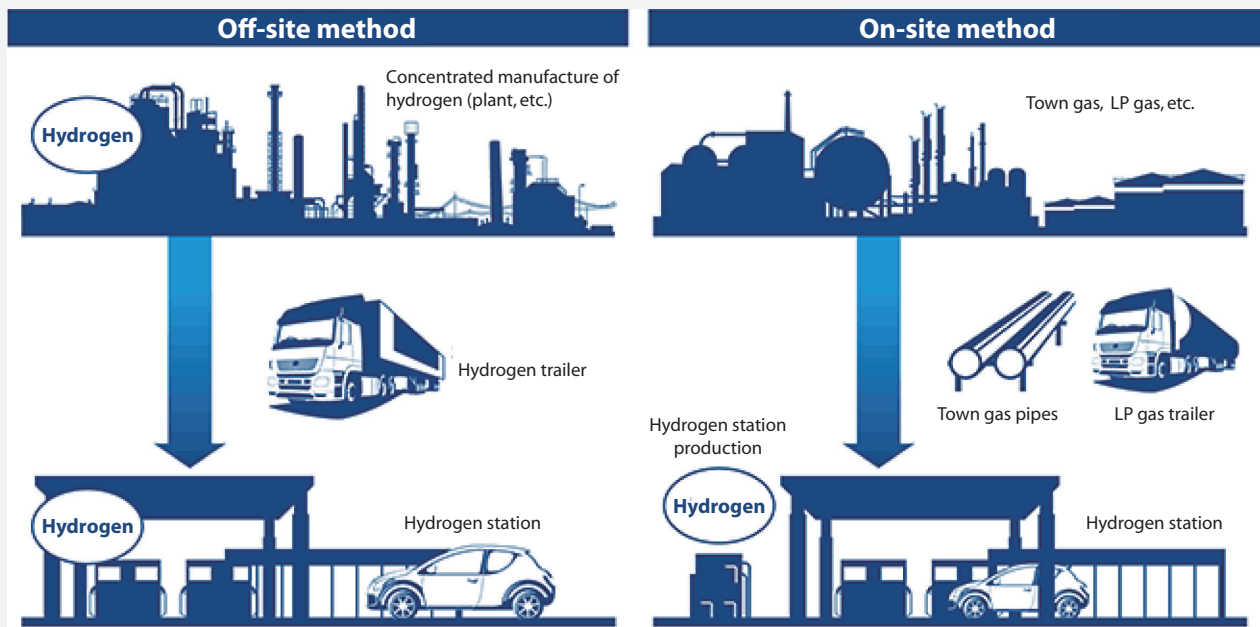 Off-site method
Concentrated manufacture of
hydrogen (plant, etc.)
Hydrogen
Hydrogen trailer
Hydrogen
Hydrogen station
On-site method
Town gas, LP gas, etc.
Town gas pipes
LP gas trailer
Hydrogen station
production
Hydrogen
Hydrogen station